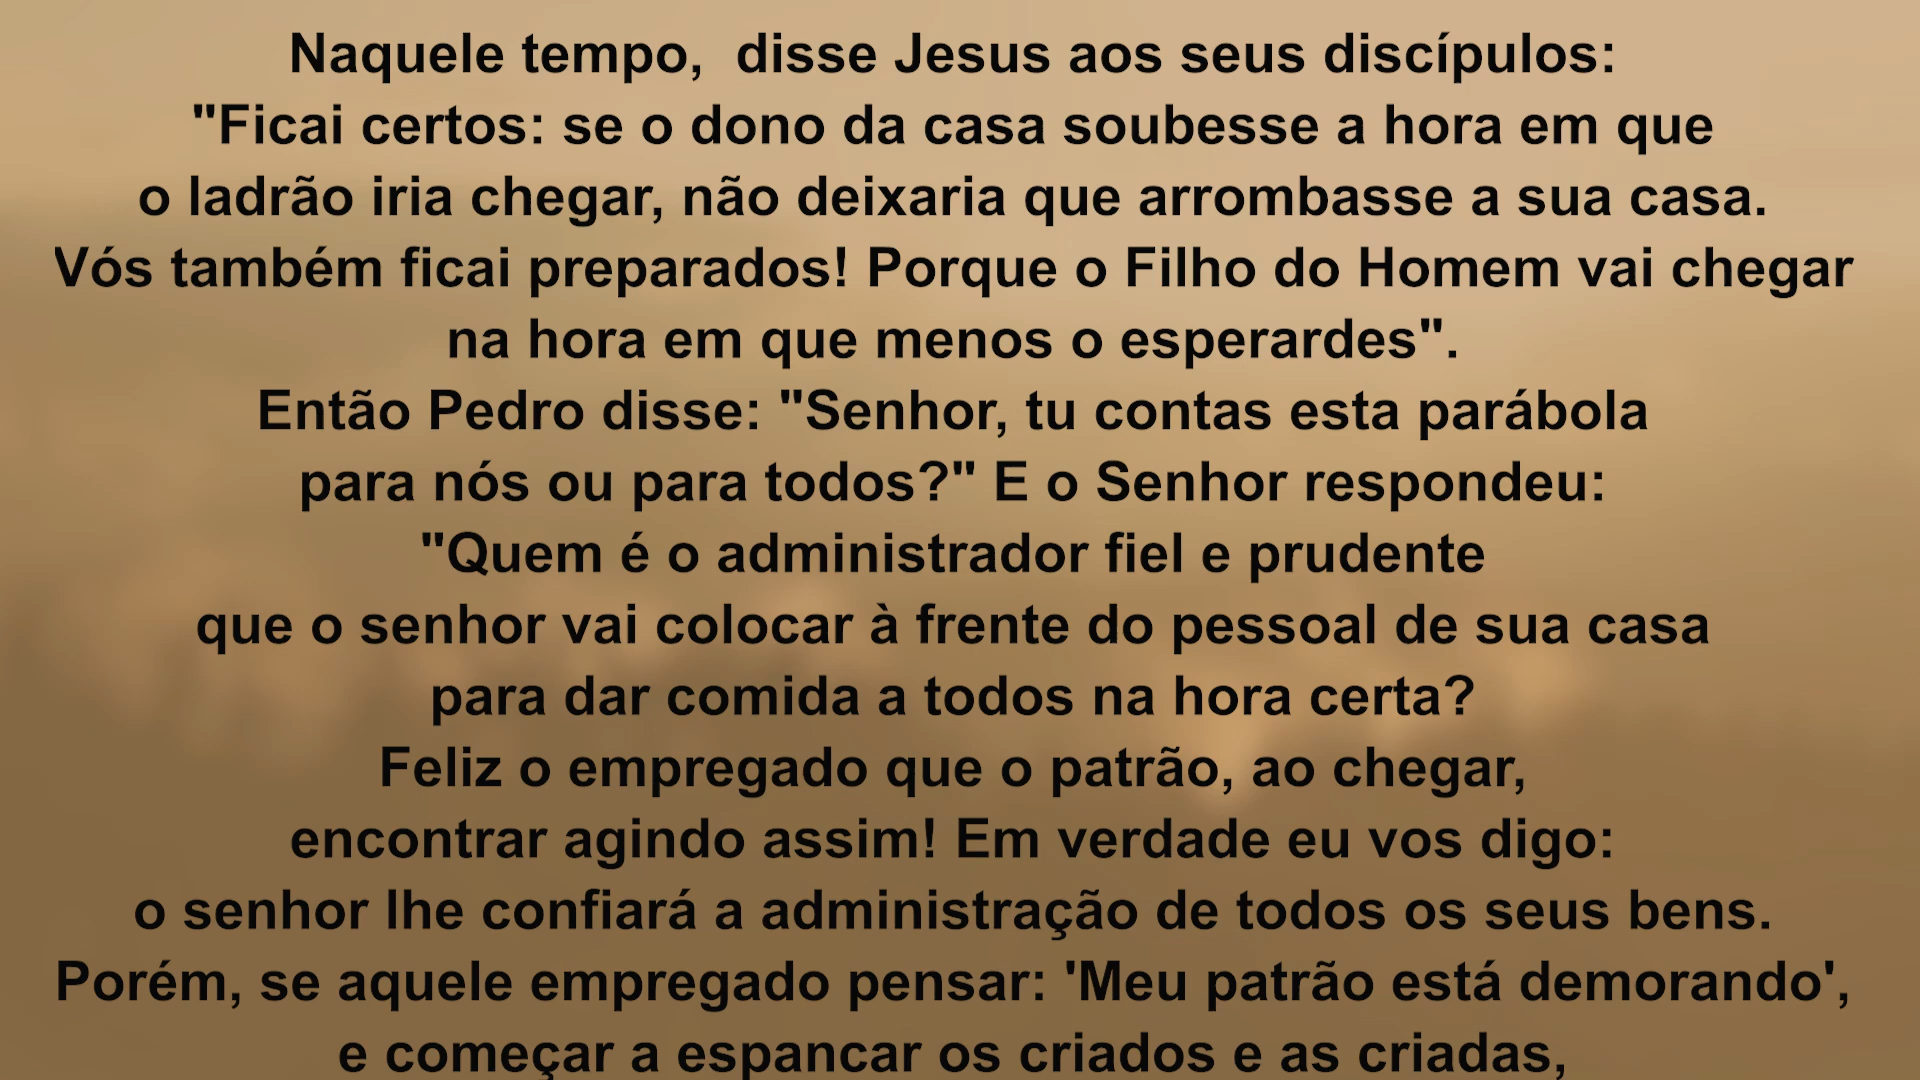 Naquele tempo,  disse Jesus aos seus discípulos:
"Ficai certos: se o dono da casa soubesse a hora em que
o ladrão iria chegar, não deixaria que arrombasse a sua casa.
Vós também ficai preparados! Porque o Filho do Homem vai chegar
na hora em que menos o esperardes".
Então Pedro disse: "Senhor, tu contas esta parábola
para nós ou para todos?" E o Senhor respondeu:
"Quem é o administrador fiel e prudente
que o senhor vai colocar à frente do pessoal de sua casa
para dar comida a todos na hora certa?
Feliz o empregado que o patrão, ao chegar,
encontrar agindo assim! Em verdade eu vos digo:
o senhor lhe confiará a administração de todos os seus bens.
Porém, se aquele empregado pensar: 'Meu patrão está demorando',
e começar a espancar os criados e as criadas,